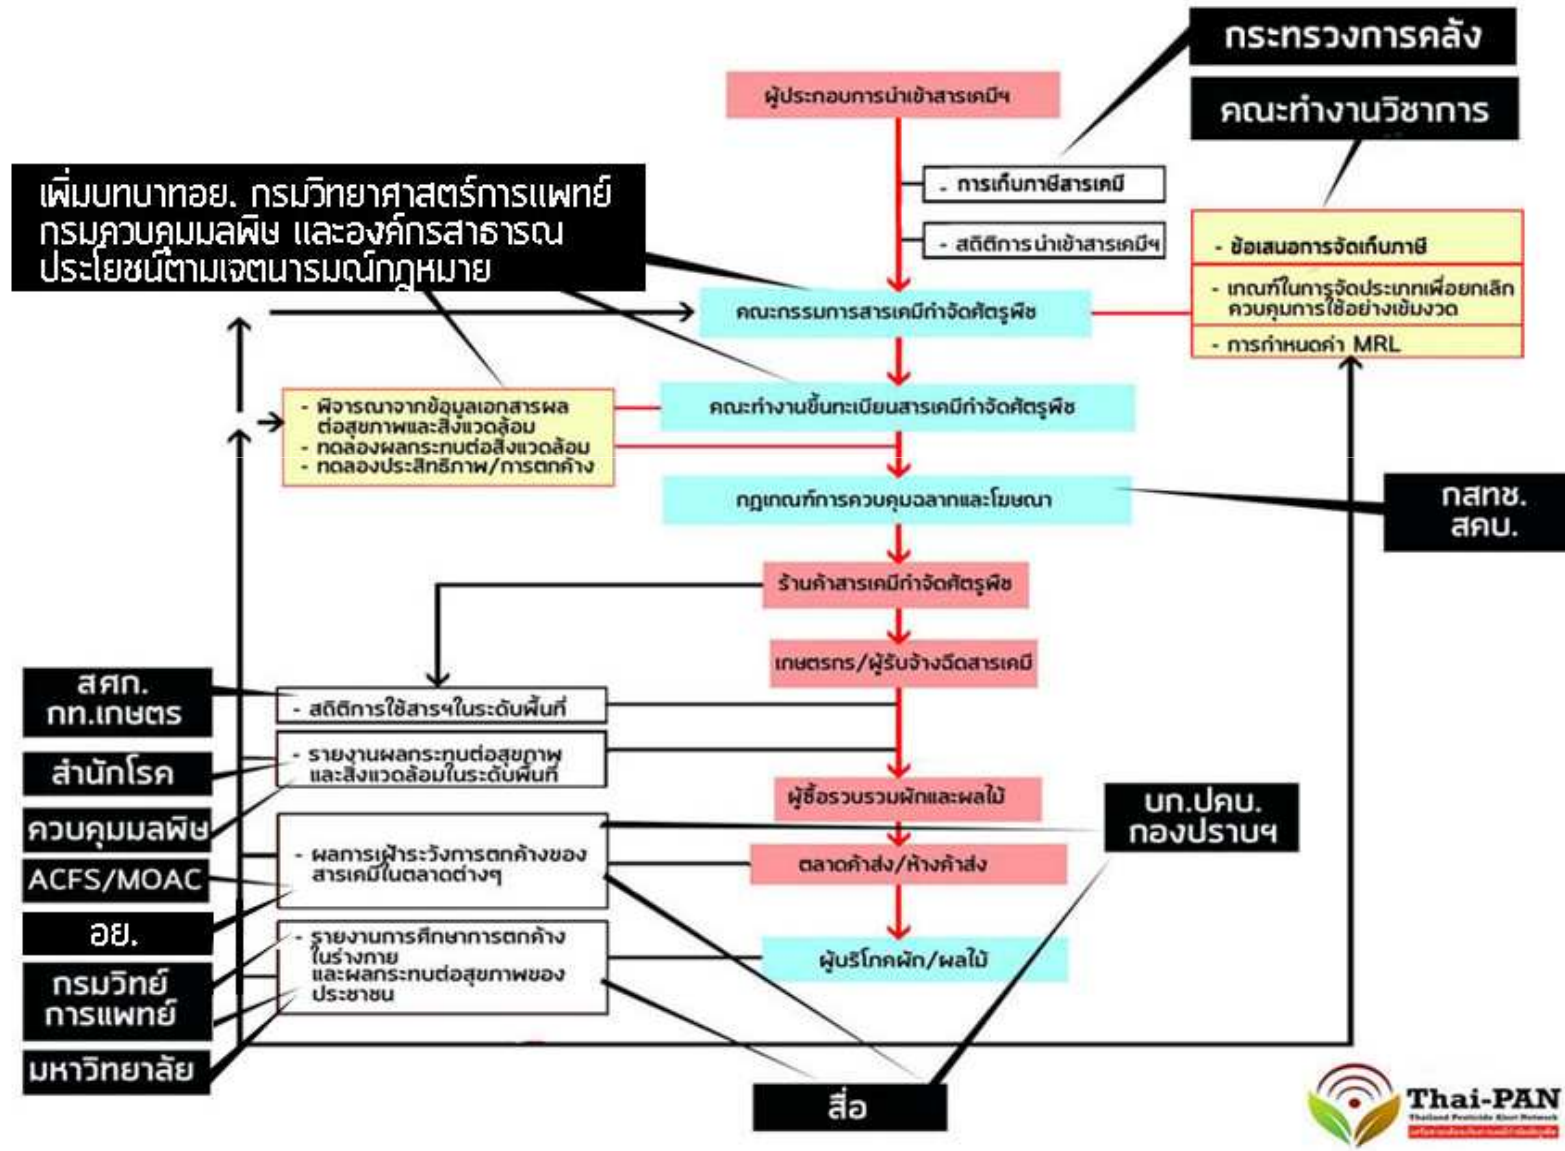 กระทรวงการคลัง
ผู้ประกอบการนำเข้าสารเคมีฯ
คณะทำงานวิชาการ
- การเก็บภาษีสารเคมี
- สถิติการนำเข้าสารเคมีฯ
เพิ่มบทบาทอย. กรมวิทยาศาสตร์การแพทย์
กรมควบคุมมลพิษ และองค์กรสาธารณ
ประโยชน์ตามเจตนารมณ์กฎหมาย
- ข้อเสนอการจัดเก็บภาษี
- เกณฑ์ในการจัดประเภทเพื่อยกเลิก
ควบคุมการใช้อย่างเข้มงวด
- การกำหนดค่า MRL
คณะกรรมการสารเคมีกำจัดศัตรูพืช
คณะทำงานขึ้นทะเบียนสารเคมีกำจัดศัตรูพืช
- พิจารณาจากข้อมูลเอกสารผล
ต่อสุขภาพและสิ่งแวดล้อม
- ทดลองผลกระทบต่อสิ่งแวดล้อม
- ทดลองประสิทธิภาพ/การตกค้าง
กฎเกณฑ์การควบคุมฉลากและโฆษณา
กสทช.
สคบ.
ร้านค้าสารเคมีกำจัดศัตรูพืช
เกษตรกร/ผู้รับจ้างฉีดสารเคมี
สศก.
กท.เกษตร
- สถิติการใช้สารฯในระดับพื้นที่
สำนักโรค
- รายงานผลกระทบต่อสุขภาพ
และสิ่งแวดล้อมในระดับพื้นที่
ผู้ซื้อรวบรวมผักและผลไม้
บก.ปคบ.
กองปราบฯ
ควบคุมมลพิษ
ACFS/MOAC
- ผลการเฝ้าระวังการตกค้างของ
สารเคมีในตลาดต่างๆ
ตลาดค้าส่ง/ห้างค้าส่ง
อย.
- รายงานการศึกษาการตกค้าง
ในร่างกาย
และผลกระทบต่อสุขภาพของ
ประชาชน
ผู้บริโภคผัก/ผลไม้
กรมวิทย์
การแพทย์
มหาวิทยาลัย
สื่อ
Thai-PAN
Thailand Pesticide Alert Network